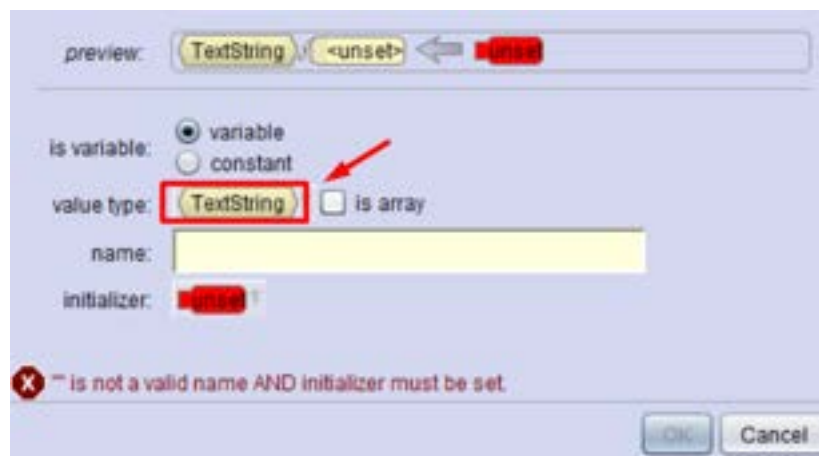 preview: TextString <unset> unset
is variable: variable
constant
value type: TextString is array
name:
initializer: unset
"" is not a valid name AND initializer must be set.
OK Cancel